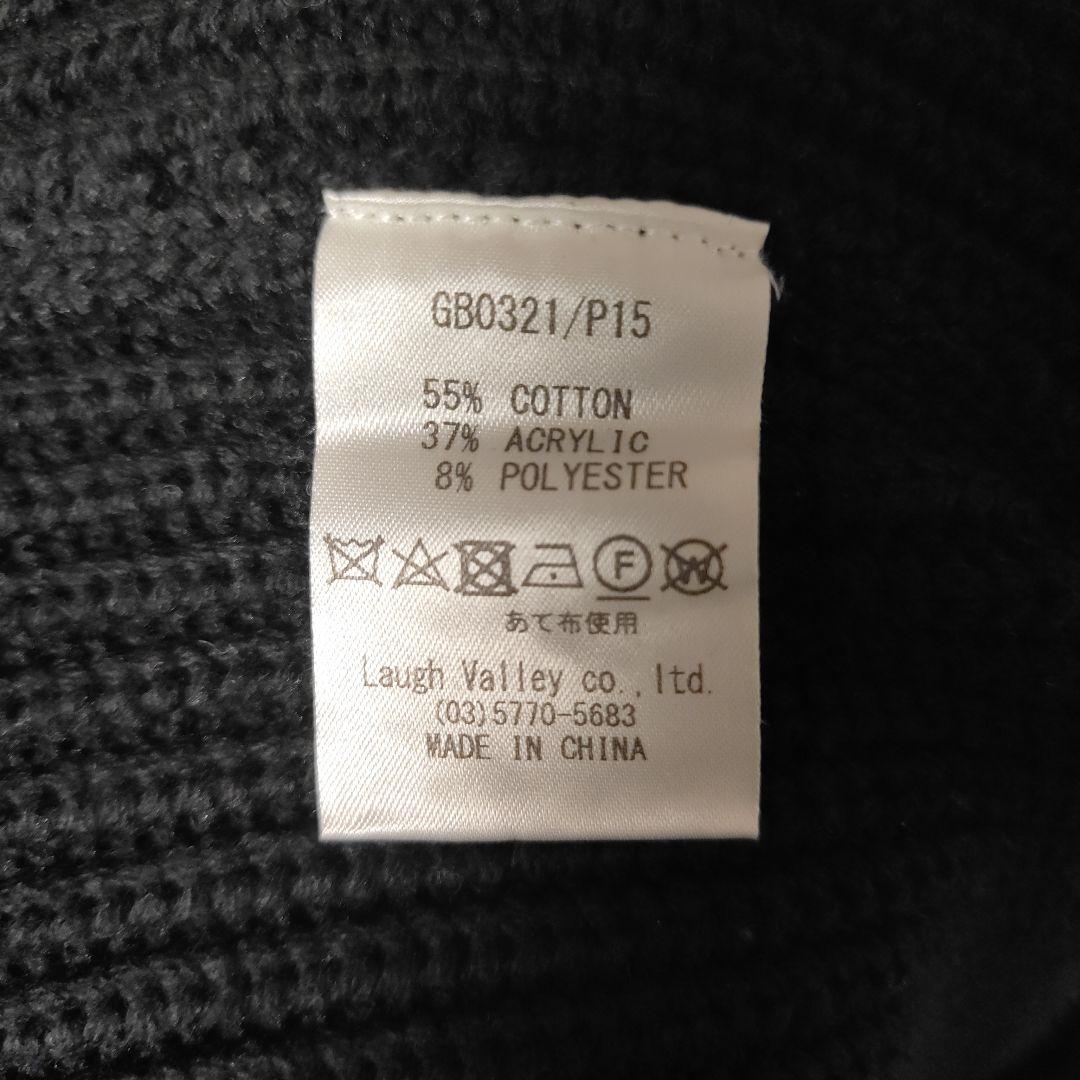 GB0321/P15
55% COTTON
37% ACRYLIC
8% POLYESTER
F W
あて布使用
Laugh Valley co.,ltd.
(03)5770-5683
MADE IN CHINA